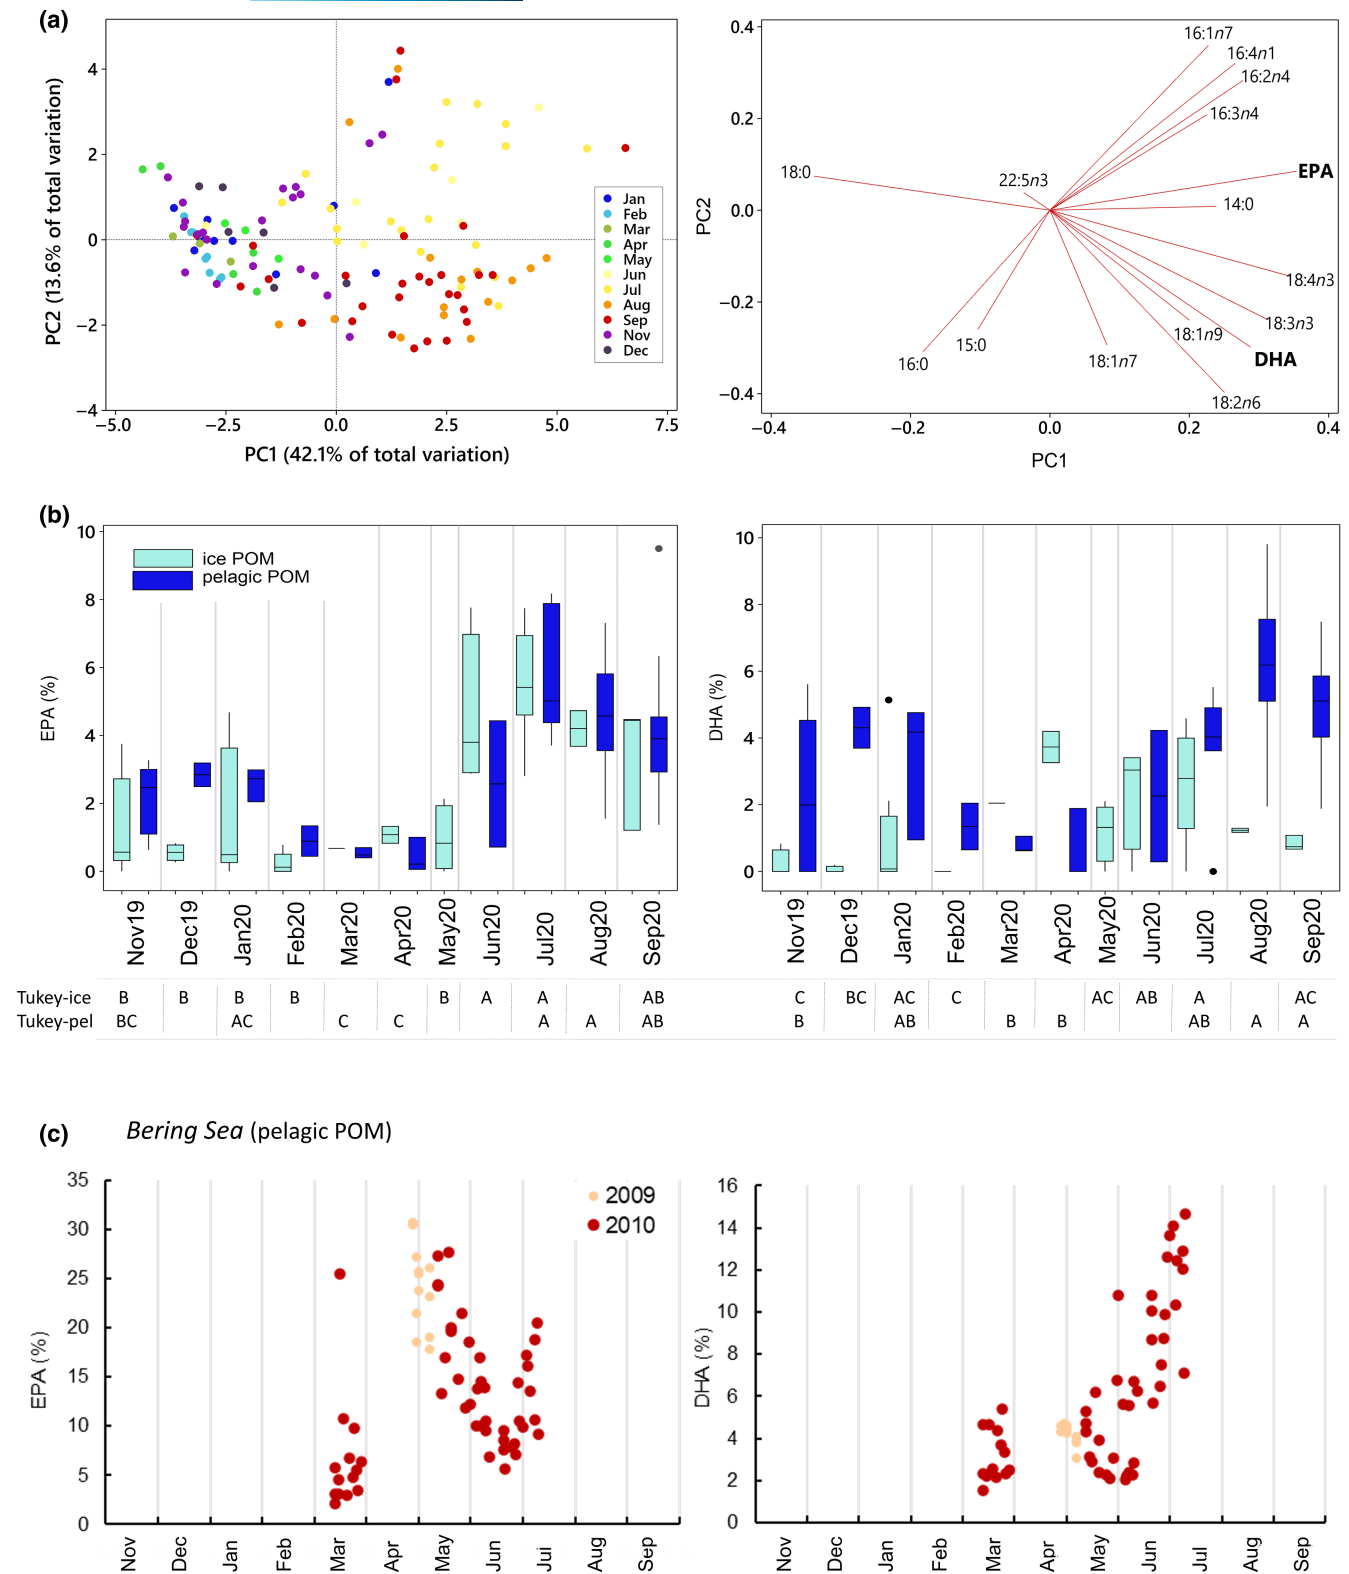 (a)
4
2
0
−2
−4
−5.0
−2.5
0.0
2.5
5.0
7.5
PC2 (13.6% of total variation)
PC1 (42.1% of total variation)
Jan
Feb
Mar
Apr
May
Jun
Jul
Aug
Sep
Nov
Dec
0.4
0.2
0.0
−0.2
−0.4
−0.4
−0.2
0.0
0.2
0.4
PC2
PC1
16:1n7
16:4n1
16:2n4
16:3n4
EPA
18:0
22:5n3
14:0
18:4n3
18:3n3
18:1n9
15:0
16:0
18:1n7
DHA
18:2n6
(b)
10
8
6
4
2
0
EPA (%)
ice POM
pelagic POM
Nov19
Dec19
Jan20
Feb20
Mar20
Apr20
May20
Jun20
Jul20
Aug20
Sep20
10
8
6
4
2
0
DHA (%)
Nov19
Dec19
Jan20
Feb20
Mar20
Apr20
May20
Jun20
Jul20
Aug20
Sep20
Tukey-ice B B B B B A A AB C BC AC C AC AB A AC
Tukey-pel BC AC C C A A AB B AB B B AB A A
(c) Bering Sea (pelagic POM)
35
30
25
20
15
10
5
0
EPA (%)
2009
2010
Nov
Dec
Jan
Feb
Mar
Apr
May
Jun
Jul
Aug
Sep
16
14
12
10
8
6
4
2
0
DHA (%)
Nov
Dec
Jan
Feb
Mar
Apr
May
Jun
Jul
Aug
Sep